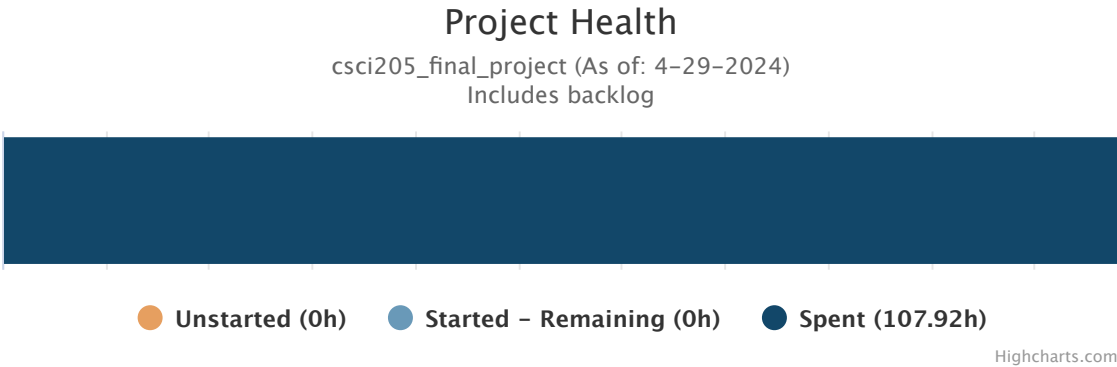 Project Health
csci205_final_project (As of: 4-29-2024)
Includes backlog
Unstarted (0h)
Started - Remaining (0h)
Spent (107.92h)
Highcharts.com